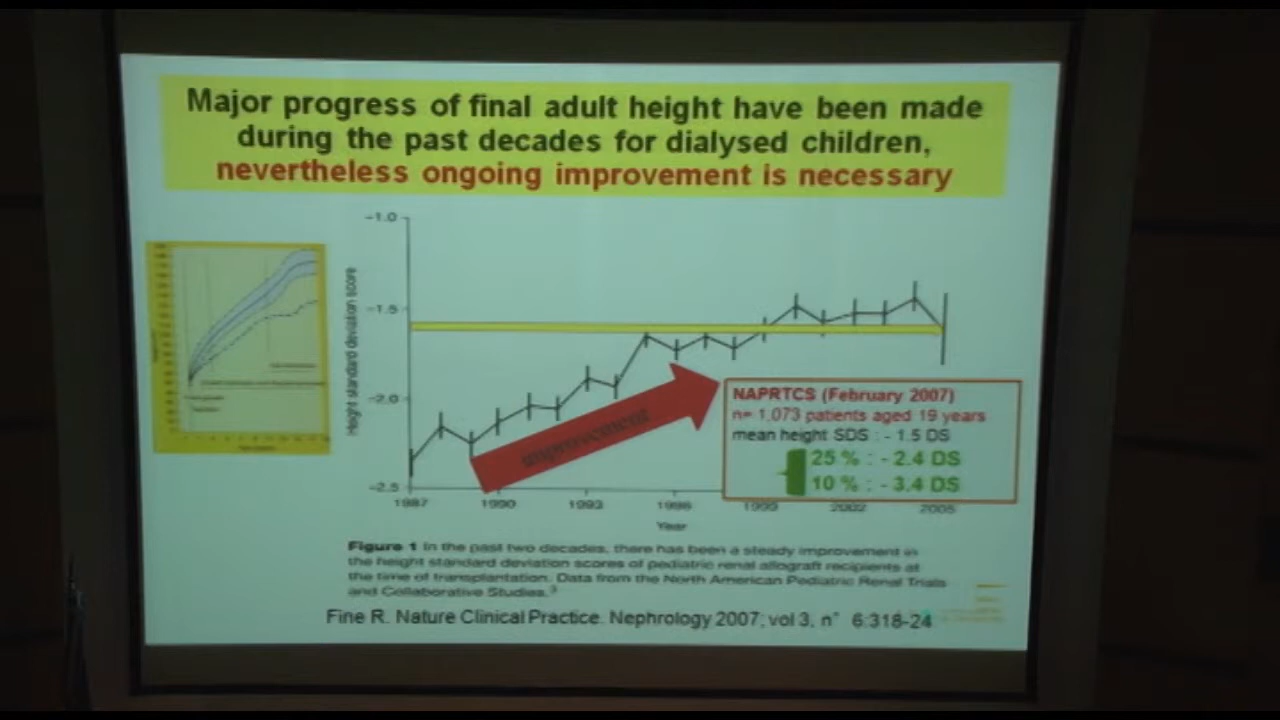 Major progress of final adult height have been made
during the past decades for dialysed children,
nevertheless ongoing improvement is necessary
-1.0
-1.5
-2.0
-2.5
Height standard deviation score
1987
1990
1993
1996
1999
2002
2005
Year
improvement
NAPRTCS (February 2007)
n= 1,073 patients aged 19 years
mean height SDS : - 1.5 DS
25 % : - 2.4 DS
10 % : - 3.4 DS
Figure 1 In the past two decades, there has been a steady improvement in
the height standard deviation scores of pediatric renal allograft recipients at
the time of transplantation. Data from the North American Pediatric Renal Trials
and Collaborative Studies.3
Fine R. Nature Clinical Practice. Nephrology 2007; vol 3, n° 6:318-24